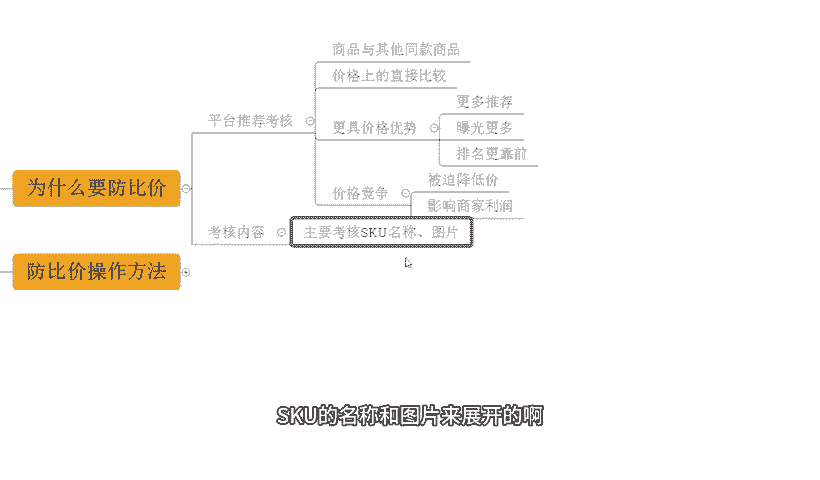 商品与其他同款商品
价格上的直接比较
平台推荐考核
更具价格优势
更多推荐
曝光更多
排名更靠前
价格竞争
被迫降低价
影响商家利润
为什么要防比价
考核内容
主要考核SKU名称、图片
防比价操作方法
SKU的名称和图片来展开的啊